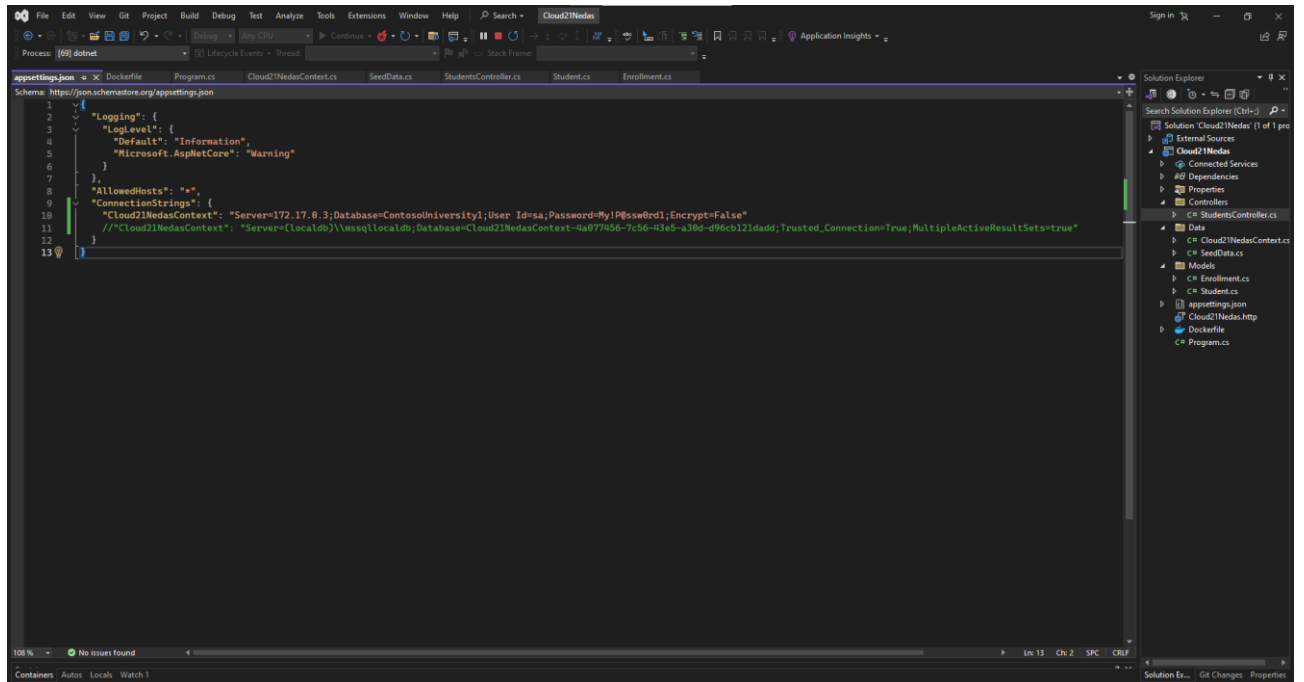 File Edit View Git Project Build Debug Test Analyze Tools Extensions Window Help Search Cloud21Nedas Sign in
Debug Any CPU Continue Application Insights
Process: [69] dotnet Lifecycle Events Thread: Stack Frame:
appsettings.json Dockerfile Program.cs Cloud21NedasContext.cs SeedData.cs StudentsController.cs Student.cs Enrollment.cs
Schema: https://json.schemastore.org/appsettings.json
1 {
2 "Logging": {
3 "LogLevel": {
4 "Default": "Information",
5 "Microsoft.AspNetCore": "Warning"
6 }
7 },
8 "AllowedHosts": "*",
9 "ConnectionStrings": {
10 "Cloud21NedasContext": "Server=172.17.0.3;Database=ContosoUniversity1;User Id=sa;Password=My!P@ssw0rd1;Encrypt=False"
11 //"Cloud21NedasContext": "Server=(localdb)\\mssqllocaldb;Database=Cloud21NedasContext-4a077456-7c56-43e5-a30d-d96cb121dadd;Trusted_Connection=True;MultipleActiveResultSets=true"
12 }
13 }
108 % No issues found Ln: 13 Ch: 2 SPC CRLF
Containers Autos Locals Watch 1
Solution Explorer
Search Solution Explorer (Ctrl+;)
Solution 'Cloud21Nedas' (1 of 1 pro
External Sources
Cloud21Nedas
Connected Services
Dependencies
Properties
Controllers
C# StudentsController.cs
Data
C# Cloud21NedasContext.cs
C# SeedData.cs
Models
C# Enrollment.cs
C# Student.cs
appsettings.json
Cloud21Nedas.http
Dockerfile
C# Program.cs
Solution Ex... Git Changes Properties